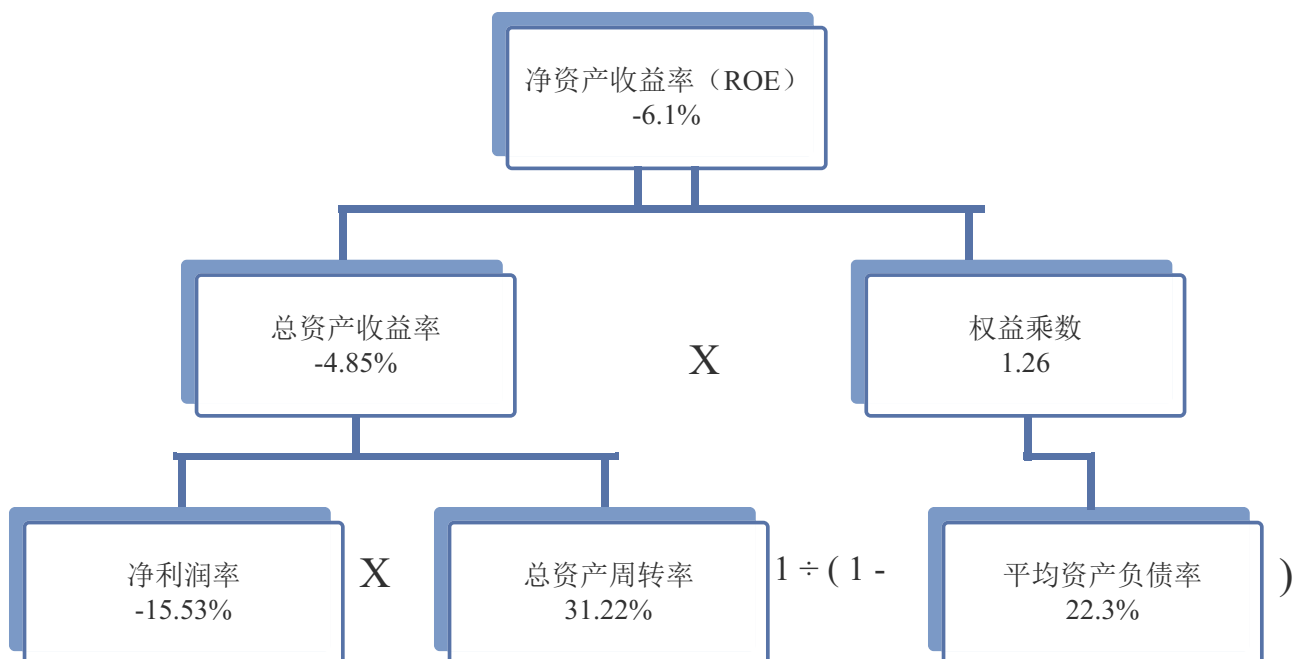 净资产收益率（ROE）
-6.1%
总资产收益率
-4.85%
X
权益乘数
1.26
净利润率
-15.53%
X
总资产周转率
31.22%
1 ÷ ( 1 -
平均资产负债率
22.3%
)